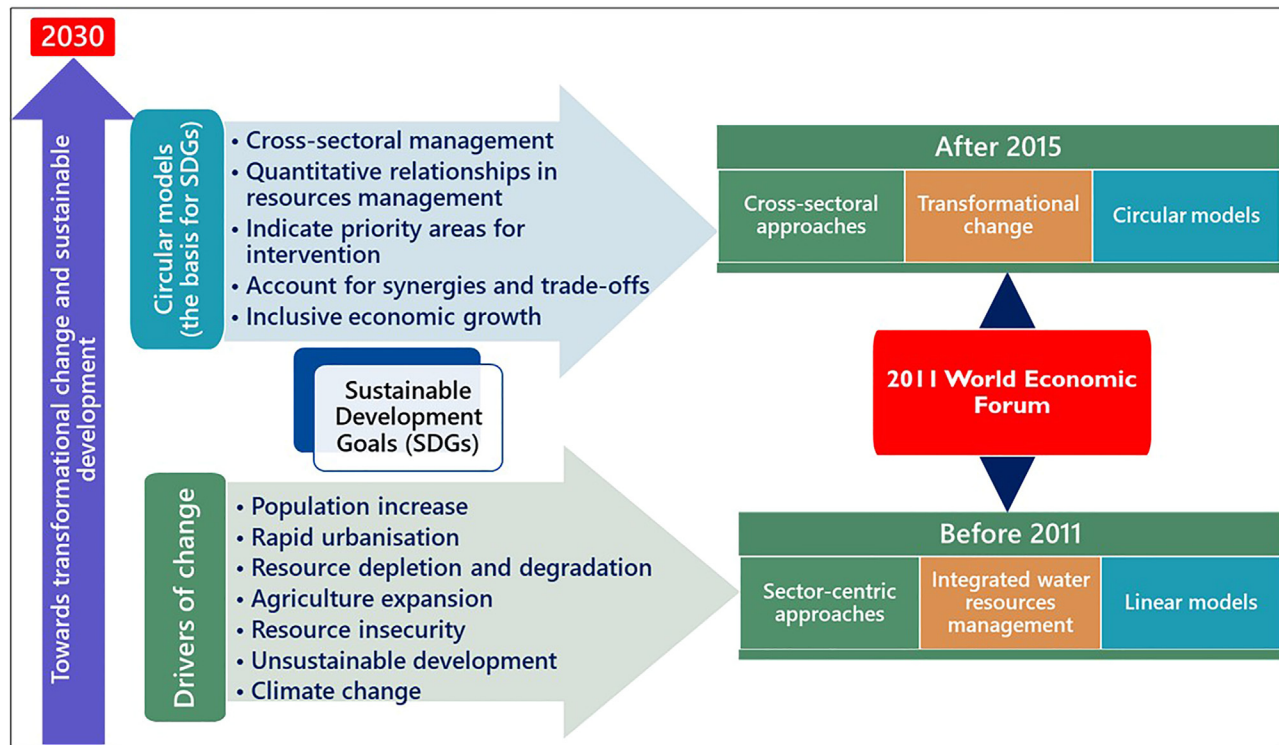 2030
Towards transformational change and sustainable
development
Circular models
(the basis for SDGs)
• Cross-sectoral management
• Quantitative relationships in
resources management
• Indicate priority areas for
intervention
• Account for synergies and trade-offs
• Inclusive economic growth
After 2015
Cross-sectoral
approaches
Transformational
change
Circular models
Sustainable
Development
Goals (SDGs)
2011 World Economic
Forum
Drivers of change
• Population increase
• Rapid urbanisation
• Resource depletion and degradation
• Agriculture expansion
• Resource insecurity
• Unsustainable development
• Climate change
Before 2011
Sector-centric
approaches
Integrated water
resources
management
Linear models